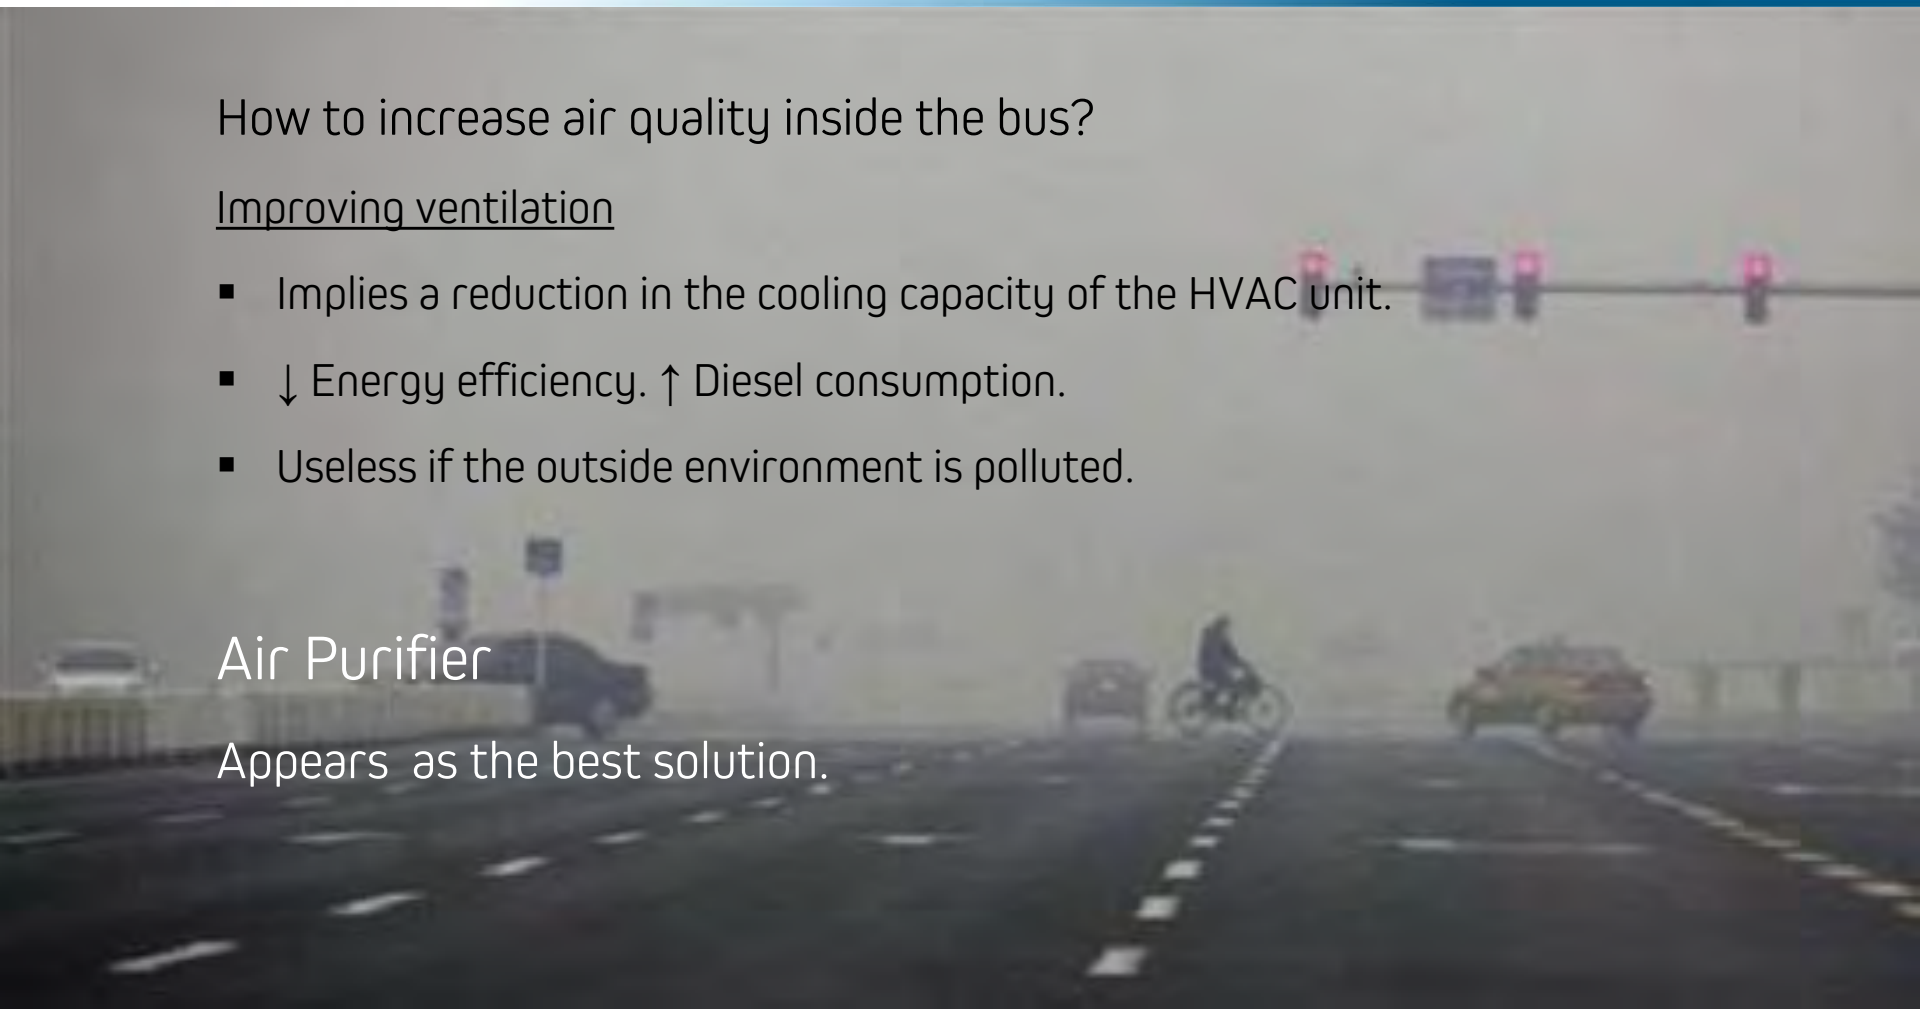 How to increase air quality inside the bus?
Improving ventilation
▪ Implies a reduction in the cooling capacity of the HVAC unit.
▪ ↓ Energy efficiency. ↑ Diesel consumption.
▪ Useless if the outside environment is polluted.
Air Purifier
Appears  as the best solution.